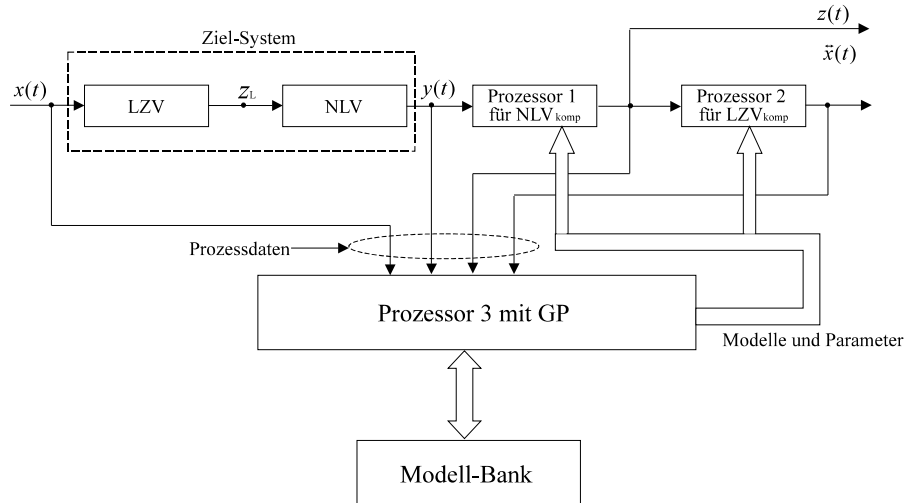 z(t)
Ziel-System
ẍ(t)
x(t)
LZV
z_L
NLV
y(t)
Prozessor 1
für NLV_komp
Prozessor 2
für LZV_komp
Prozessdaten
Prozessor 3 mit GP
Modelle und Parameter
Modell-Bank